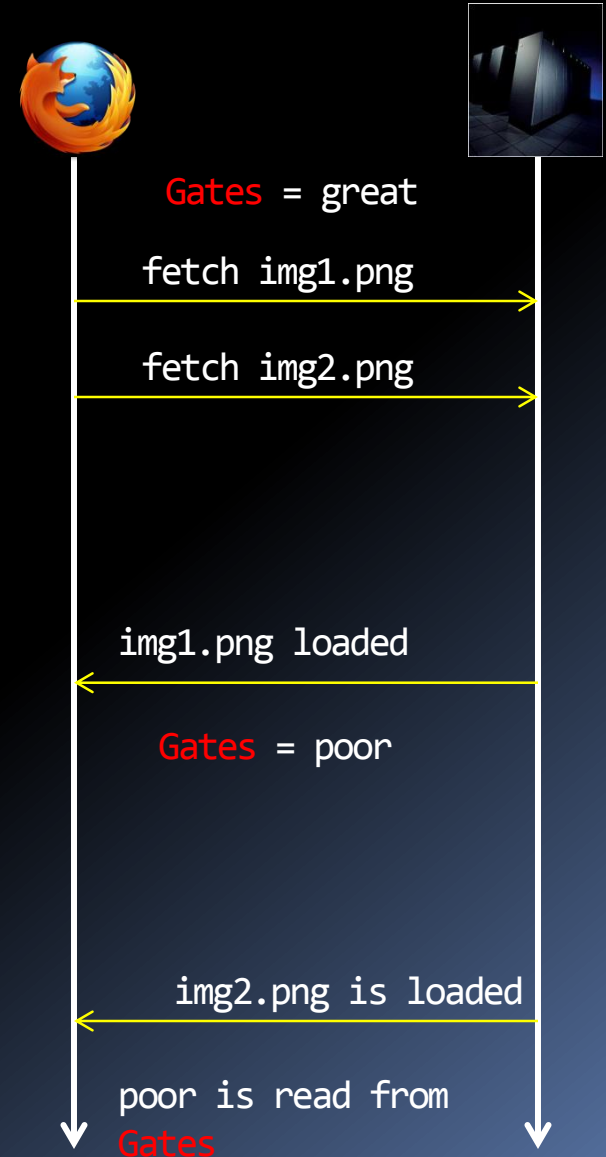 Gates = great
fetch img1.png
fetch img2.png
img1.png loaded
Gates = poor
img2.png is loaded
poor is read from
Gates